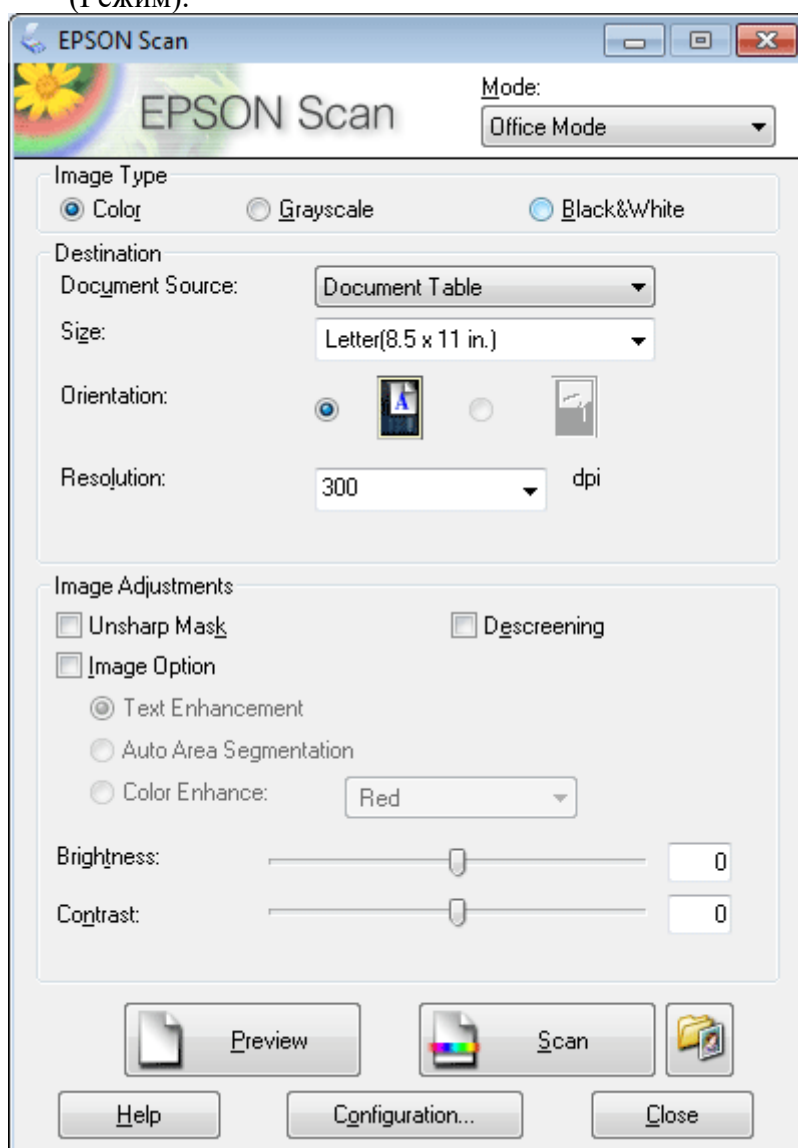 (Режим).
EPSON Scan
EPSON Scan
Mode:
Office Mode
Image Type
Color Grayscale Black&White
Destination
Document Source: Document Table
Size: Letter(8.5 x 11 in.)
Orientation: A
Resolution: 300 dpi
Image Adjustments
Unsharp Mask Descreening
Image Option
Text Enhancement
Auto Area Segmentation
Color Enhance: Red
Brightness: 0
Contrast: 0
Preview Scan
Help Configuration... Close